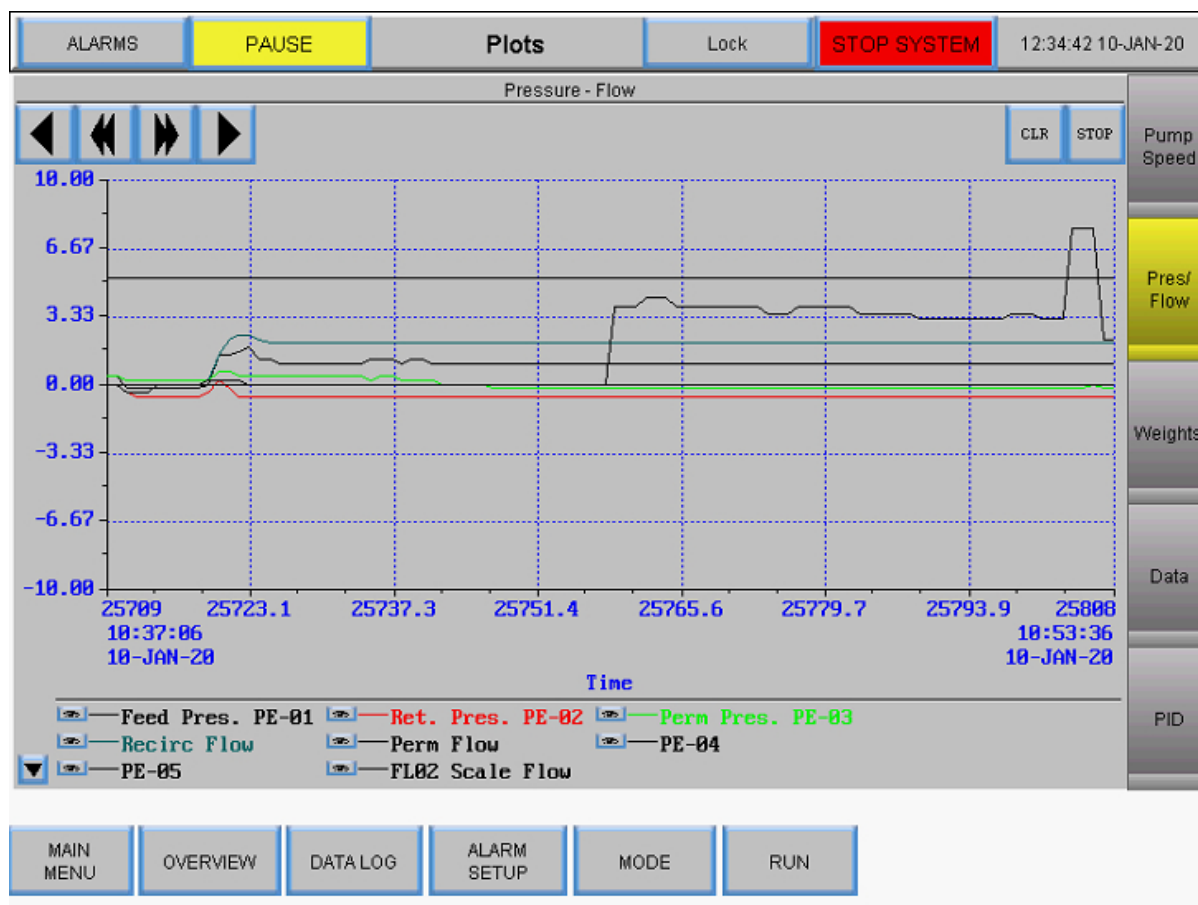 ALARMS PAUSE Plots Lock STOP SYSTEM 12:34:42 10-JAN-20
Pressure - Flow
CLR STOP
Pump
Speed
Pres/
Flow
Weights
Data
PID
10.00
6.67
3.33
0.00
-3.33
-6.67
-10.00
25709 25723.1 25737.3 25751.4 25765.6 25779.7 25793.9 25808
10:37:06 10:53:36
10-JAN-20 10-JAN-20
Time
Feed Pres. PE-01 Ret. Pres. PE-02 Perm Pres. PE-03
Recirc Flow Perm Flow PE-04
PE-05 FL02 Scale Flow
MAIN
MENU
OVERVIEW
DATA LOG
ALARM
SETUP
MODE
RUN